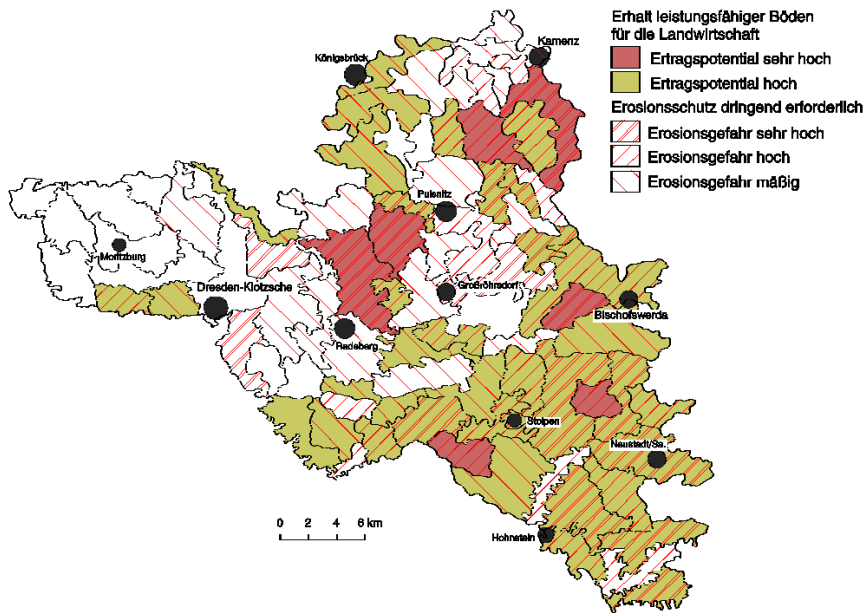 Erhalt leistungsfähiger Böden
für die Landwirtschaft
Ertragspotential sehr hoch
Ertragspotential hoch
Erosionsschutz dringend erforderlich
Erosionsgefahr sehr hoch
Erosionsgefahr hoch
Erosionsgefahr mäßig
Kamenz
Königsbrück
Pulsnitz
Moritzburg
Dresden-Klotzsche
Großröhrsdorf
Bischofswerda
Radeberg
Stolpen
Neustadt/Sa.
0 2 4 6 km
Hohnstein